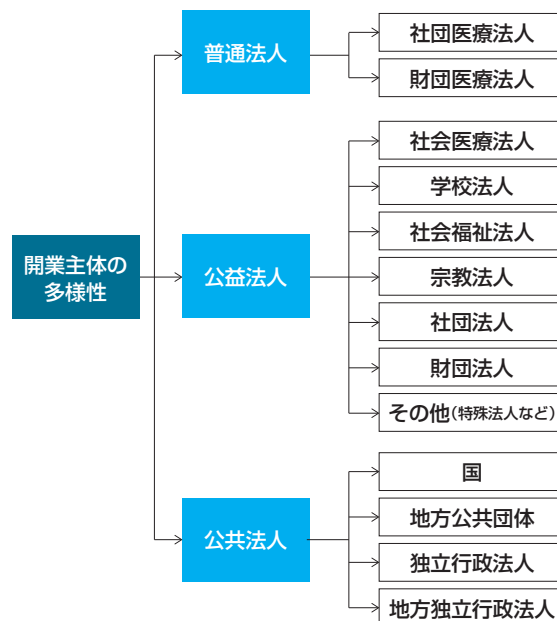 開業主体の
多様性
普通法人
社団医療法人
財団医療法人
公益法人
社会医療法人
学校法人
社会福祉法人
宗教法人
社団法人
財団法人
その他(特殊法人など)
公共法人
国
地方公共団体
独立行政法人
地方独立行政法人